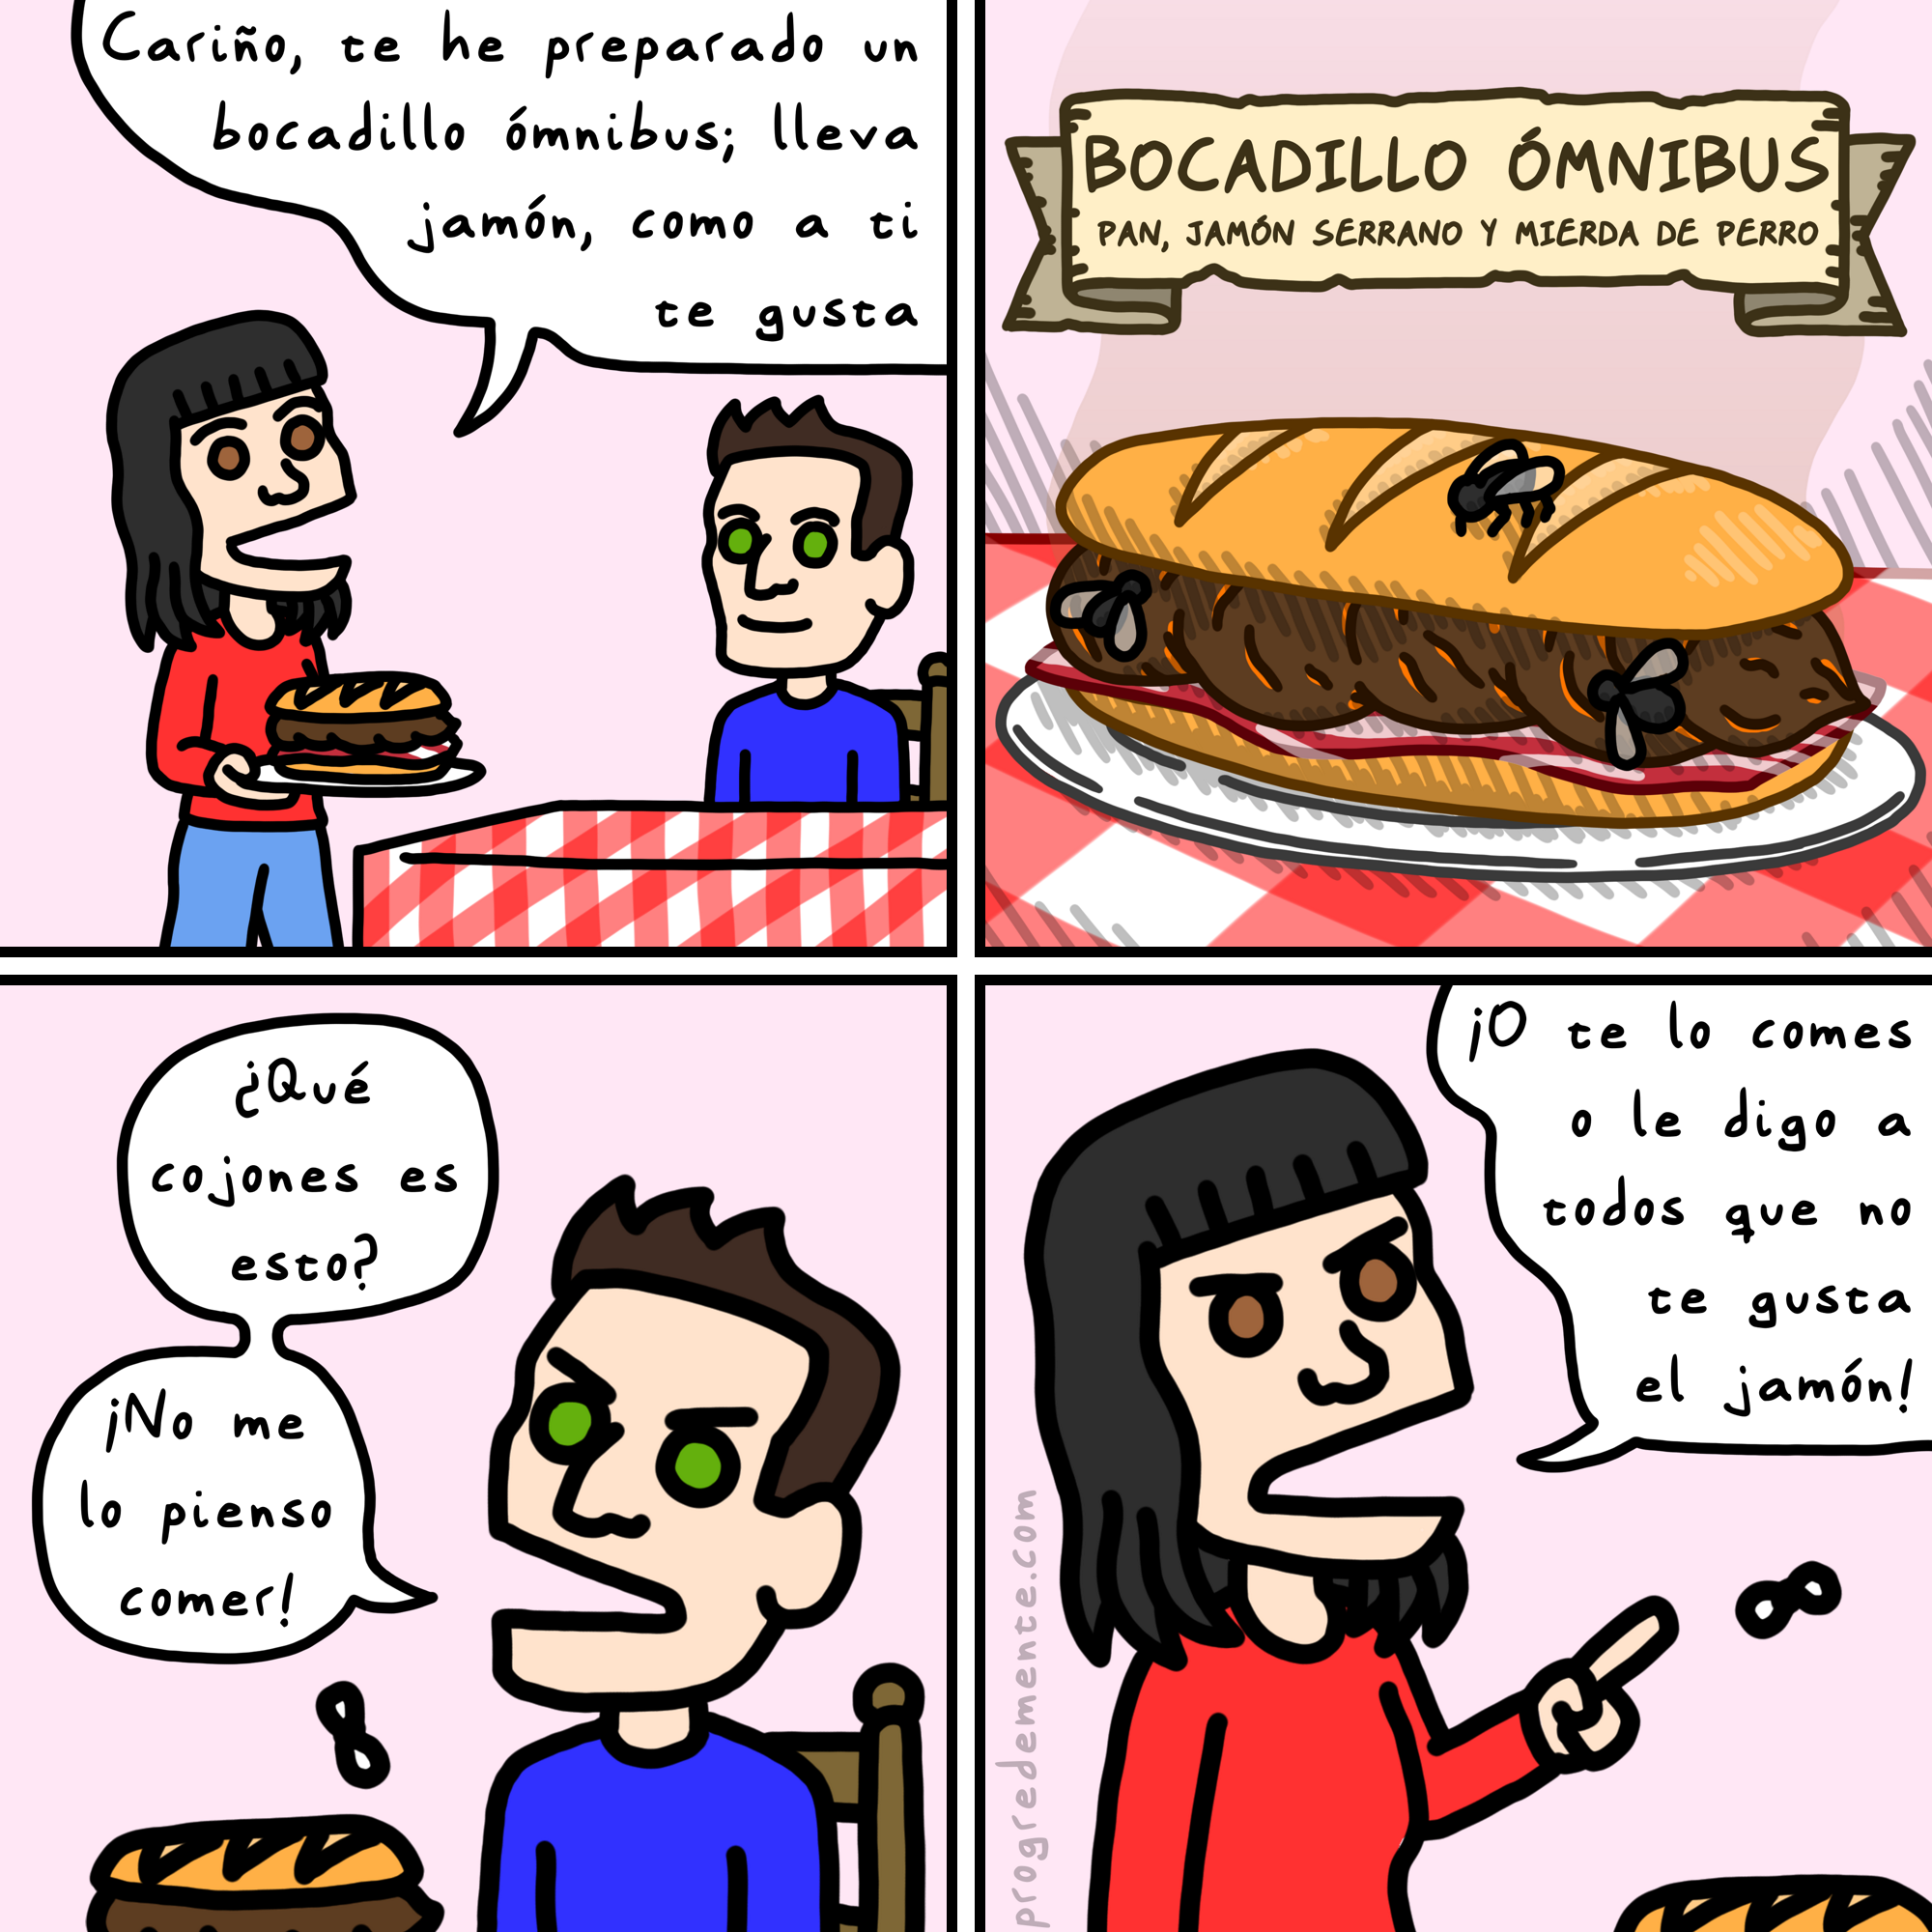 Cariño, te he preparado un
bocadillo ómnibus; lleva
jamón, como a ti
te gusta
BOCADILLO ÓMNIBUS
PAN, JAMÓN SERRANO Y MIERDA DE PERRO
¿Qué
cojones es
esto?
¡No me
lo pienso
comer!
¡O te lo comes
o le digo a
todos que no
te gusta
el jamón!
progredemente.com